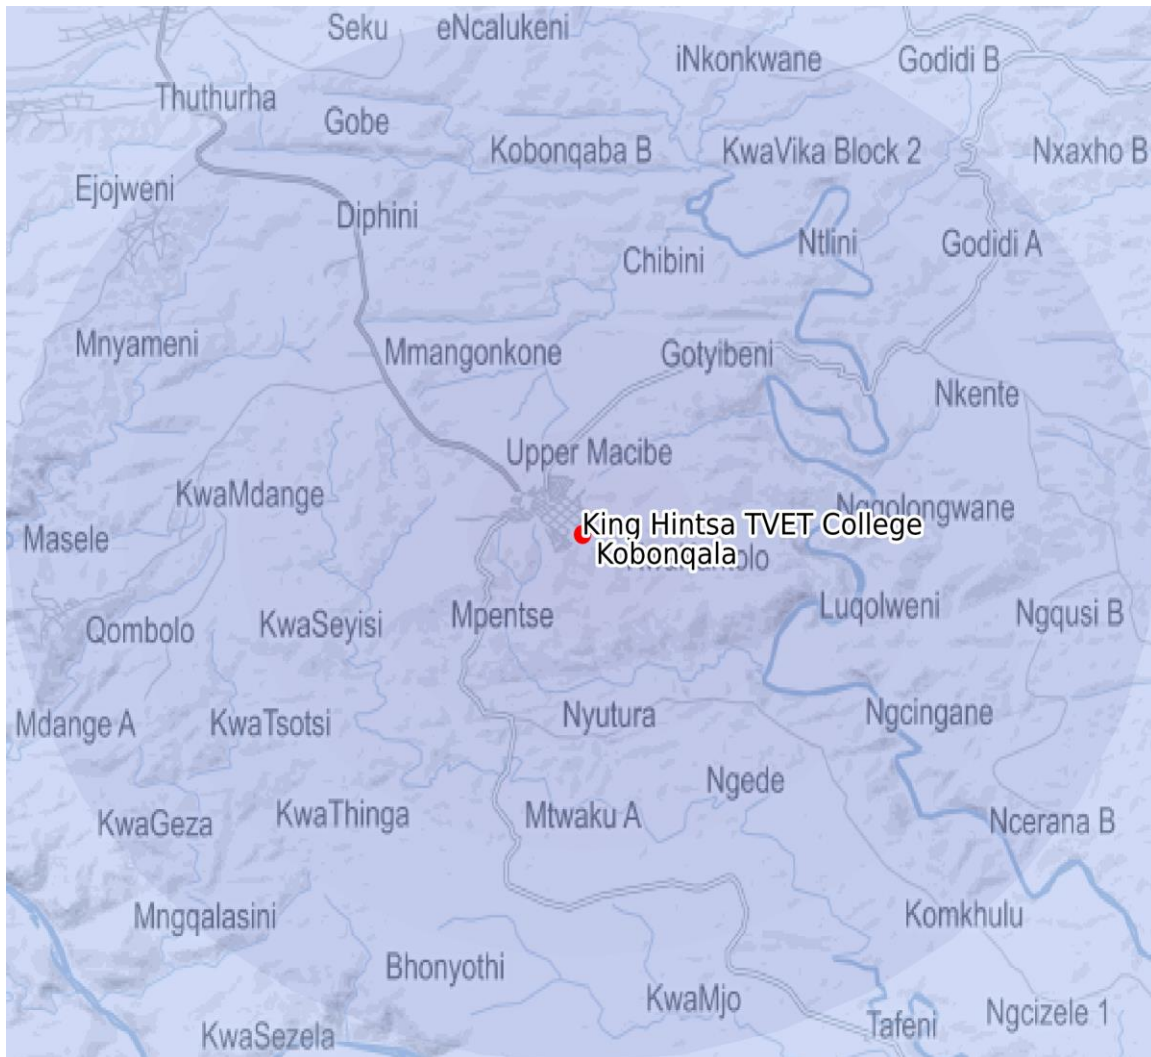 Seku
eNcalukeni
iNkonkwane
Godidi B
Thuthurha
Gobe
Kobonqaba B
KwaVika Block 2
Nxaxho B
Ejojweni
Diphini
Ntlini
Godidi A
Chibini
Mnyameni
Mmangonkone
Gotyibeni
Nkente
Upper Macibe
KwaMdange
Masele
King Hintsa TVET College
Kobonqala
Qombolo
KwaSeyisi
Mpentse
Luqolweni
Ngqusi B
Mdange A
KwaTsotsi
Nyutura
Ngcingane
KwaGeza
KwaThinga
Mtwaku A
Ngede
Ncerana B
Mngqalasini
Komkhulu
Bhonyothi
KwaMjo
Ngcizele 1
Tafeni
KwaSezela